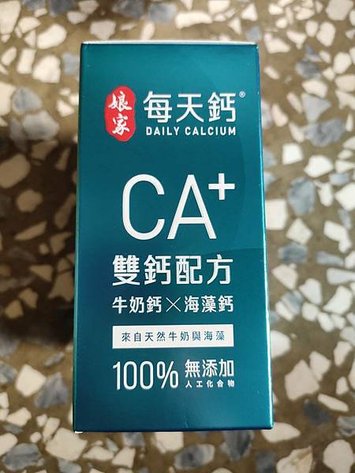 娘家
每天鈣®
DAILY CALCIUM
CA+
雙鈣配方
牛奶鈣×海藻鈣
來自天然牛奶與海藻
100% 無添加
人工化合物